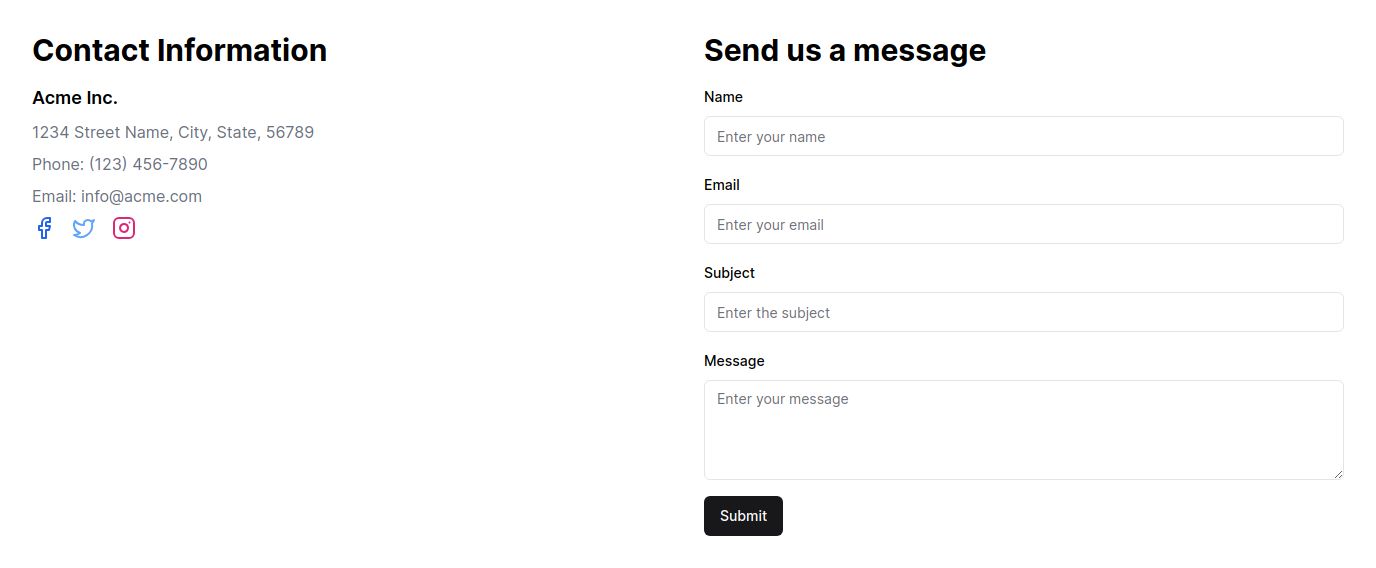 Contact Information
Acme Inc.
1234 Street Name, City, State, 56789
Phone: (123) 456-7890
Email: info@acme.com
Send us a message
Name
Enter your name
Email
Enter your email
Subject
Enter the subject
Message
Enter your message
Submit